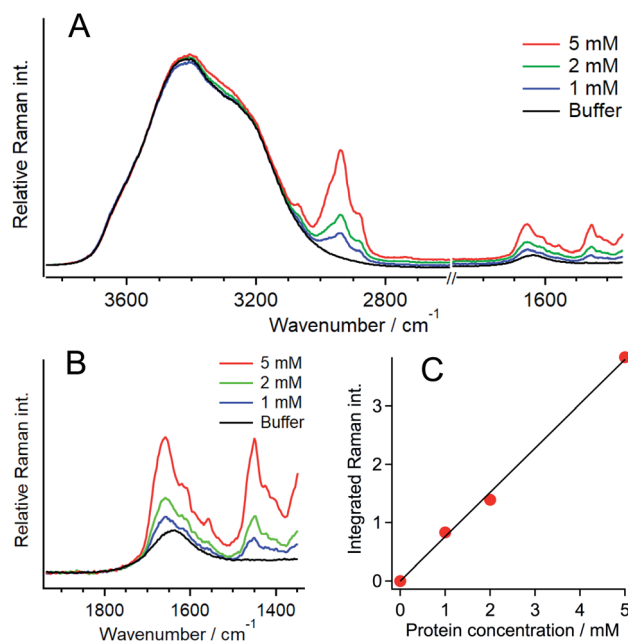 A
Relative Raman int.
5 mM
2 mM
1 mM
Buffer
3600
3200
2800
1600
Wavenumber / cm⁻¹
B
Relative Raman int.
5 mM
2 mM
1 mM
Buffer
1800
1600
1400
Wavenumber / cm⁻¹
C
Integrated Raman int.
3
2
1
0
0
1
2
3
4
5
Protein concentration / mM